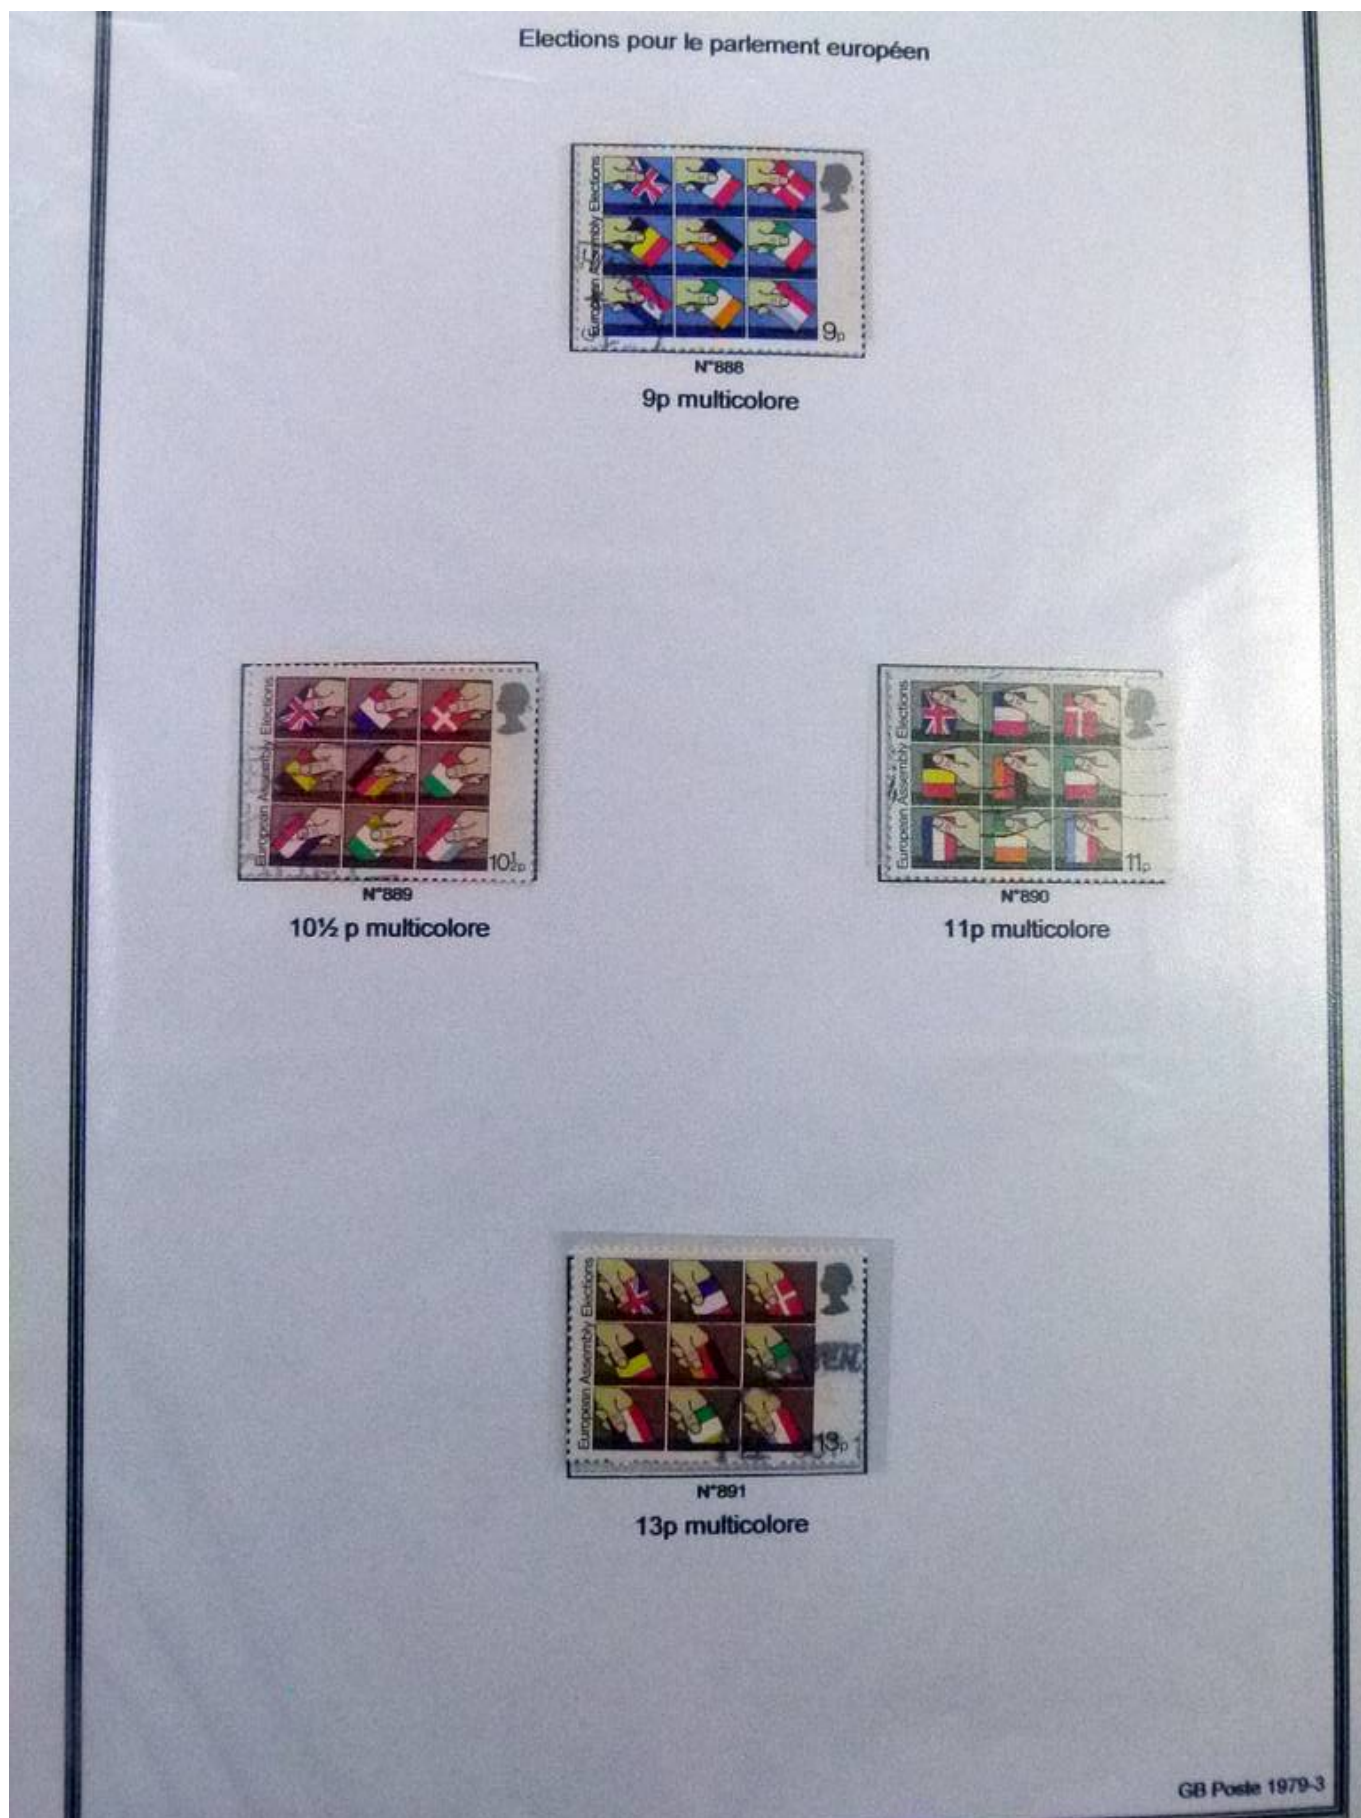 Elections pour le parlement européen
European Assembly Elections
9p
N°888
9p multicolore
European Assembly Elections
10½p
N°889
10½ p multicolore
European Assembly Elections
11p
N°890
11p multicolore
European Assembly Elections
13p
N°891
13p multicolore
GB Poste 1979-3